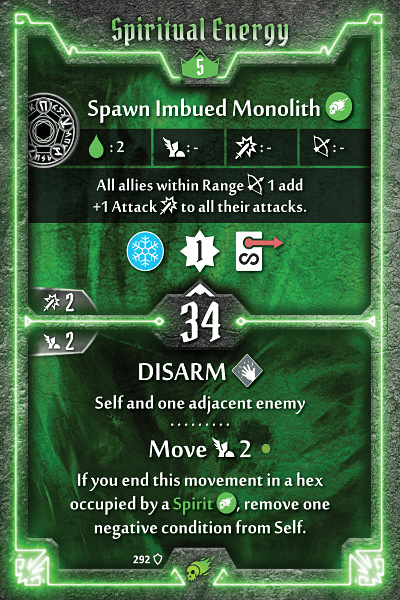 Spiritual Energy
5
Spawn Imbued Monolith
: 2 : - : - : -
All allies within Range 1 add
+1 Attack to all their attacks.
1
2
34
2
DISARM
Self and one adjacent enemy
.........
Move 2
If you end this movement in a hex
occupied by a Spirit , remove one
negative condition from Self.
292